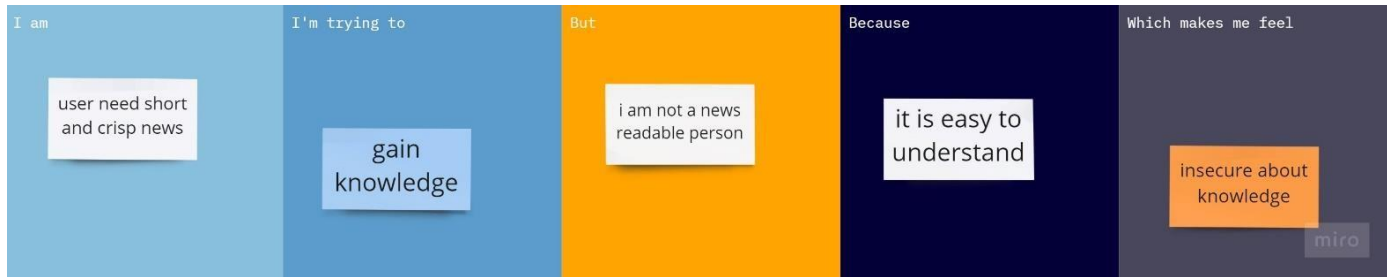 I am
user need short
and crisp news
I'm trying to
gain
knowledge
But
i am not a news
readable person
Because
it is easy to
understand
Which makes me feel
insecure about
knowledge
miro